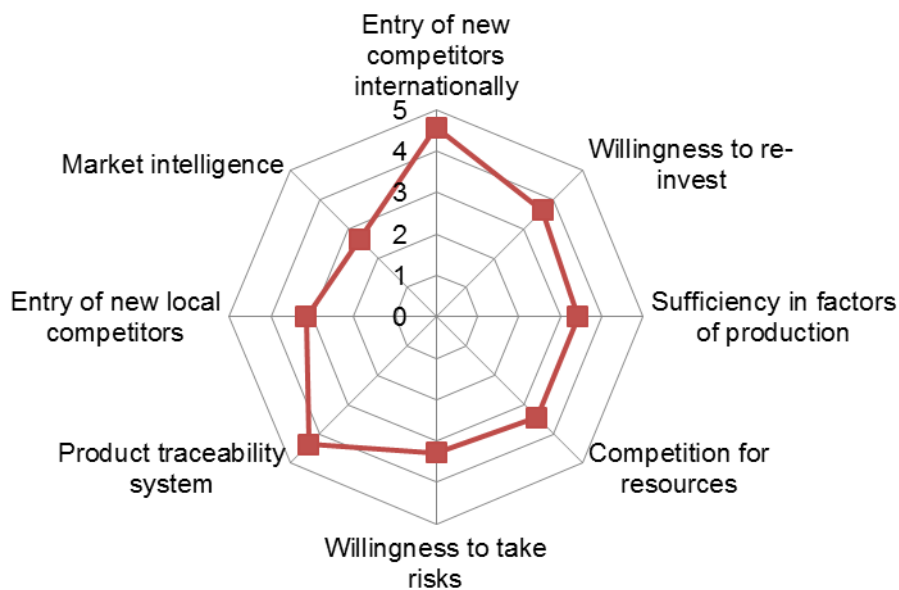 Entry of new
competitors
internationally
5
4
3
2
1
0
Willingness to re-
invest
Sufficiency in factors
of production
Competition for
resources
Willingness to take
risks
Product traceability
system
Entry of new local
competitors
Market intelligence